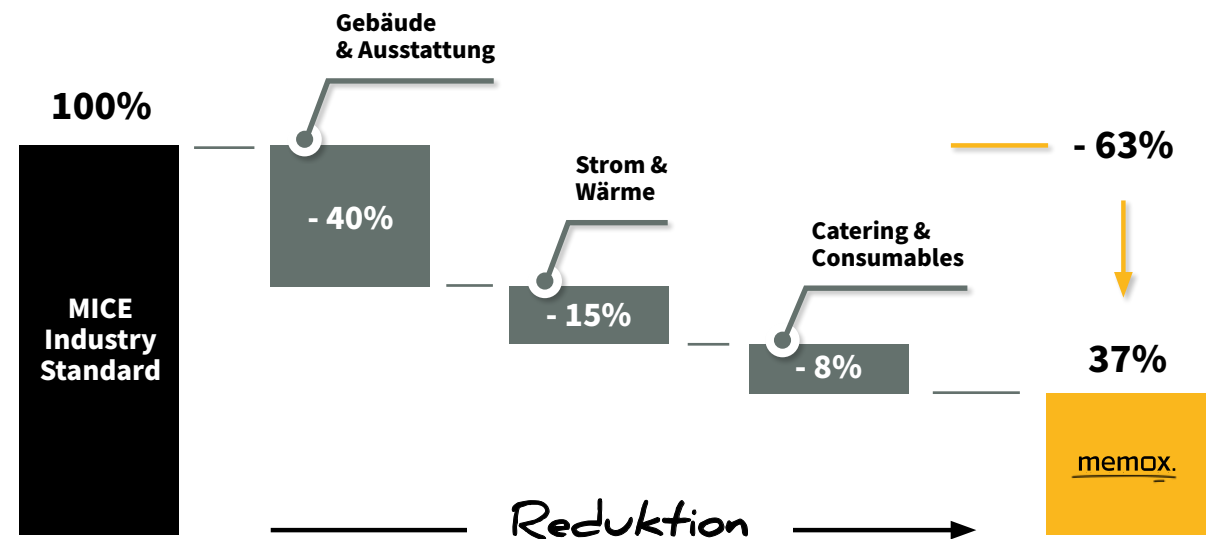 Gebäude
& Ausstattung
100%
- 63%
Strom &
Wärme
- 40%
Catering &
Consumables
MICE
Industry
Standard
- 15%
- 8%
37%
memox.
Reduktion